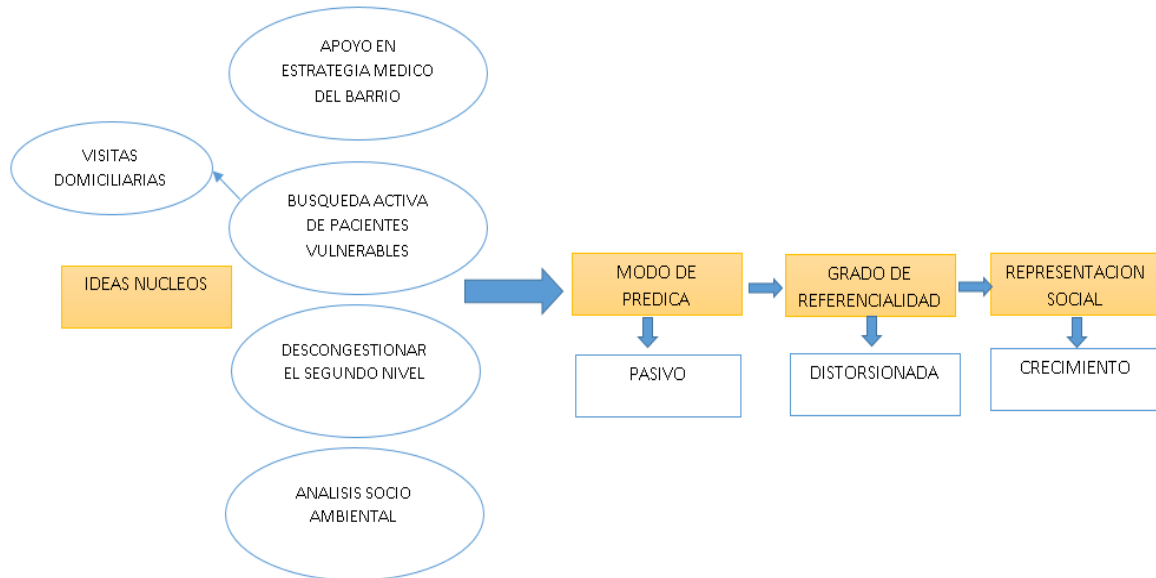 APOYO EN
ESTRATEGIA MEDICO
DEL BARRIO
VISITAS
DOMICILIARIAS
BUSQUEDA ACTIVA
DE PACIENTES
VULNERABLES
IDEAS NUCLEOS
DESCONGESTIONAR
EL SEGUNDO NIVEL
ANALISIS SOCIO
AMBIENTAL
MODO DE
PREDICA
PASIVO
GRADO DE
REFERENCIALIDAD
DISTORSIONADA
REPRESENTACION
SOCIAL
CRECIMIENTO